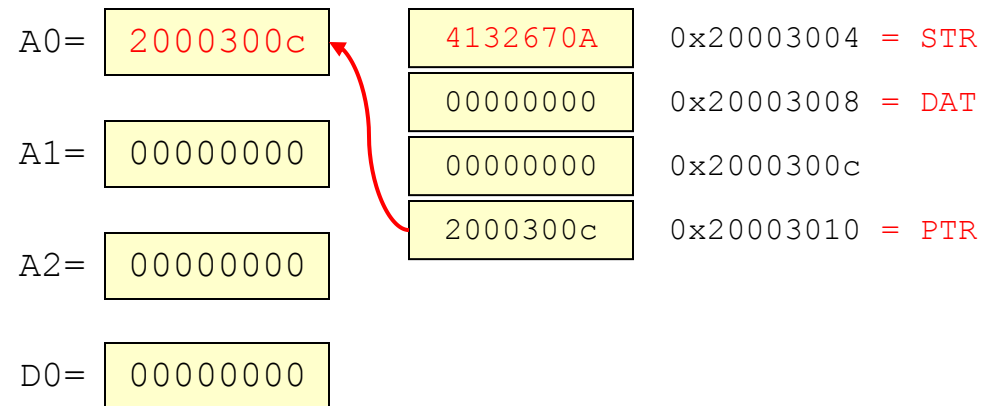 A0= 2000300c 4132670A 0x20003004 = STR
00000000 0x20003008 = DAT
A1= 00000000 00000000 0x2000300c
2000300c 0x20003010 = PTR
A2= 00000000
D0= 00000000